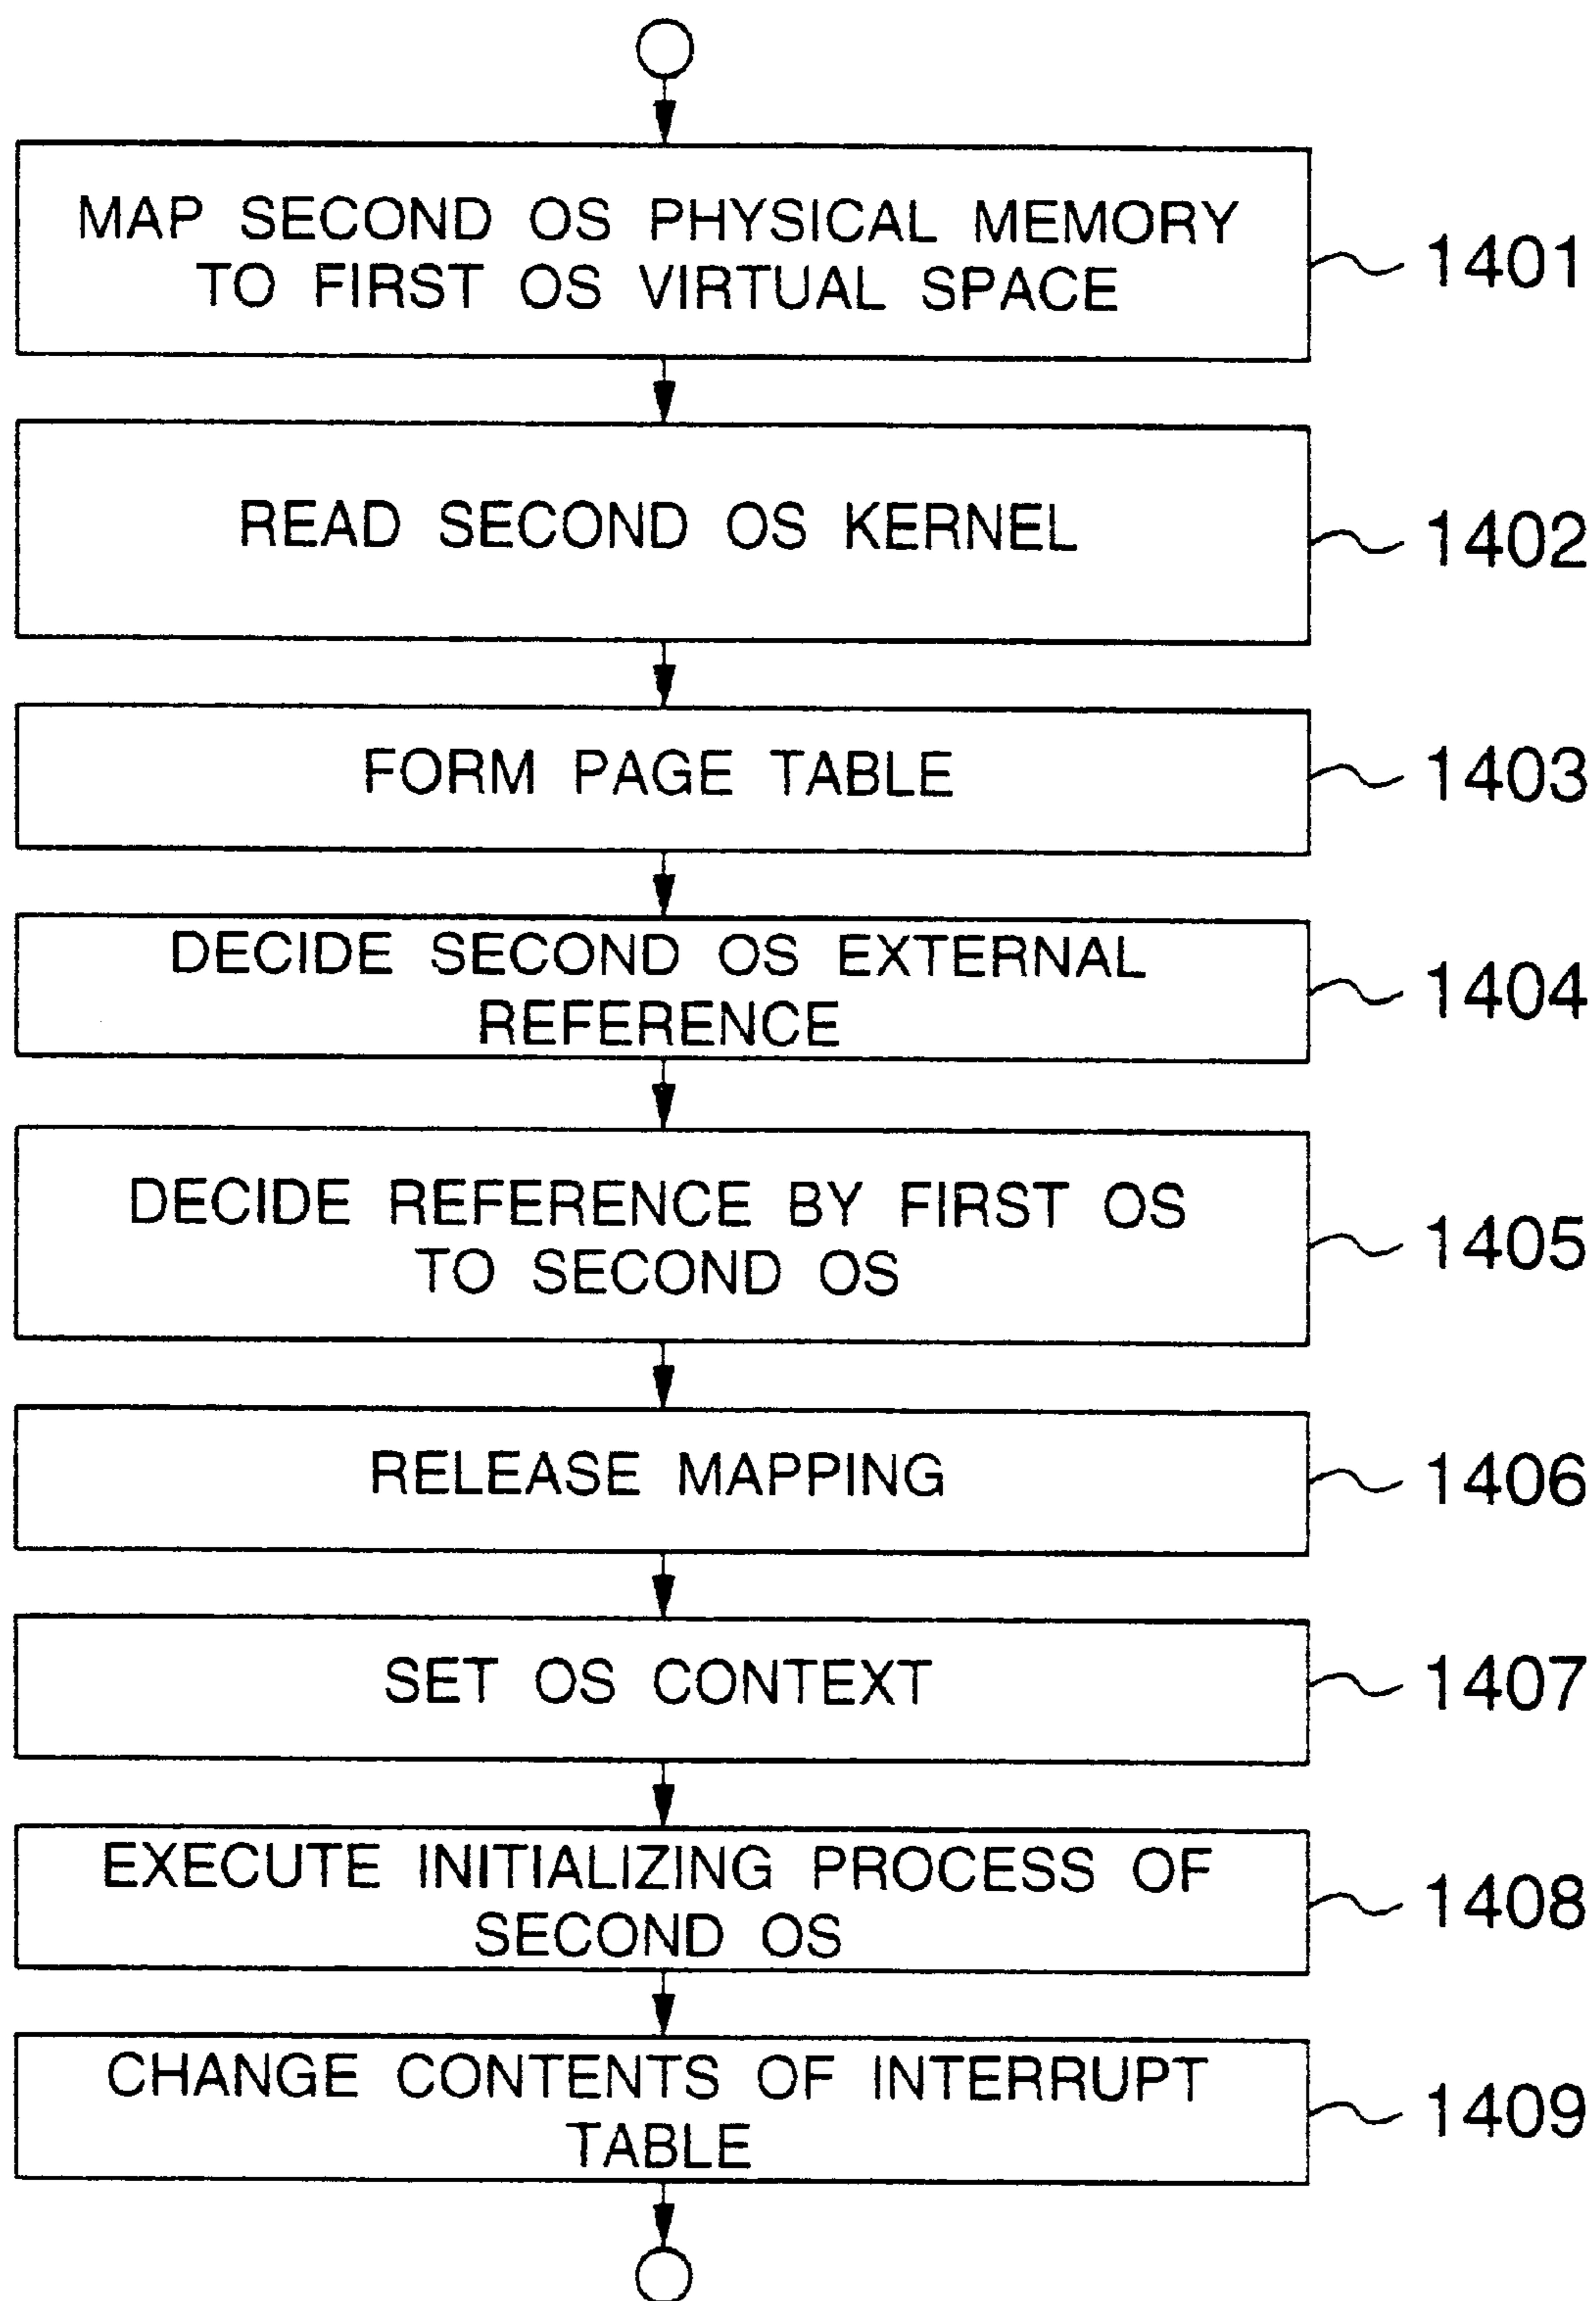 MAP SECOND OS PHYSICAL MEMORY
TO FIRST OS VIRTUAL SPACE
1401
READ SECOND OS KERNEL
1402
FORM PAGE TABLE
1403
DECIDE SECOND OS EXTERNAL
REFERENCE
1404
DECIDE REFERENCE BY FIRST OS
TO SECOND OS
1405
RELEASE MAPPING
1406
SET OS CONTEXT
1407
EXECUTE INITIALIZING PROCESS OF
SECOND OS
1408
CHANGE CONTENTS OF INTERRUPT
TABLE
1409